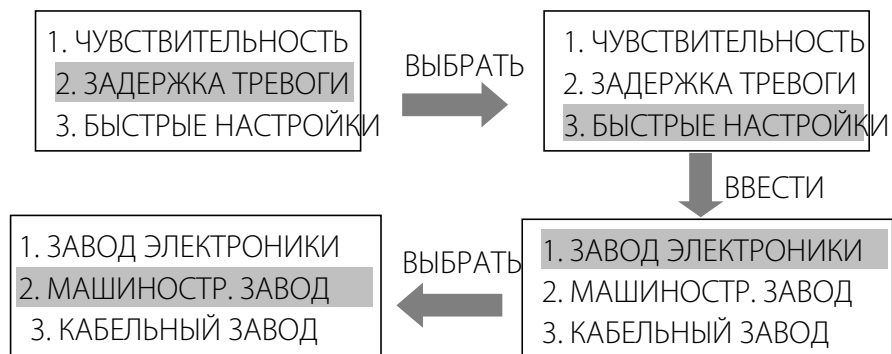 1. ЧУВСТВИТЕЛЬНОСТЬ
2. ЗАДЕРЖКА ТРЕВОГИ
3. БЫСТРЫЕ НАСТРОЙКИ
ВЫБРАТЬ
1. ЧУВСТВИТЕЛЬНОСТЬ
2. ЗАДЕРЖКА ТРЕВОГИ
3. БЫСТРЫЕ НАСТРОЙКИ
ВВЕСТИ
1. ЗАВОД ЭЛЕКТРОНИКИ
2. МАШИНОСТР. ЗАВОД
3. КАБЕЛЬНЫЙ ЗАВОД
ВЫБРАТЬ
1. ЗАВОД ЭЛЕКТРОНИКИ
2. МАШИНОСТР. ЗАВОД
3. КАБЕЛЬНЫЙ ЗАВОД